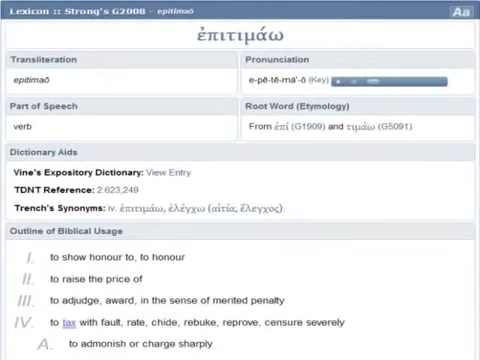 Lexicon :: Strong's G2008 - epitimaō
Aa
ἐπιτιμάω
Transliteration
epitimaō
Pronunciation
e-pē-tē-mä'-ō (Key)
Part of Speech
verb
Root Word (Etymology)
From ἐπί (G1909) and τιμάω (G5091)
Dictionary Aids
Vine's Expository Dictionary: View Entry
TDNT Reference: 2:623,249
Trench's Synonyms: iv. ἐπιτιμάω, ἐλέγχω (αἰτία, ἔλεγχος).
Outline of Biblical Usage
I. to show honour to, to honour
II. to raise the price of
III. to adjudge, award, in the sense of merited penalty
IV. to tax with fault, rate, chide, rebuke, reprove, censure severely
A. to admonish or charge sharply